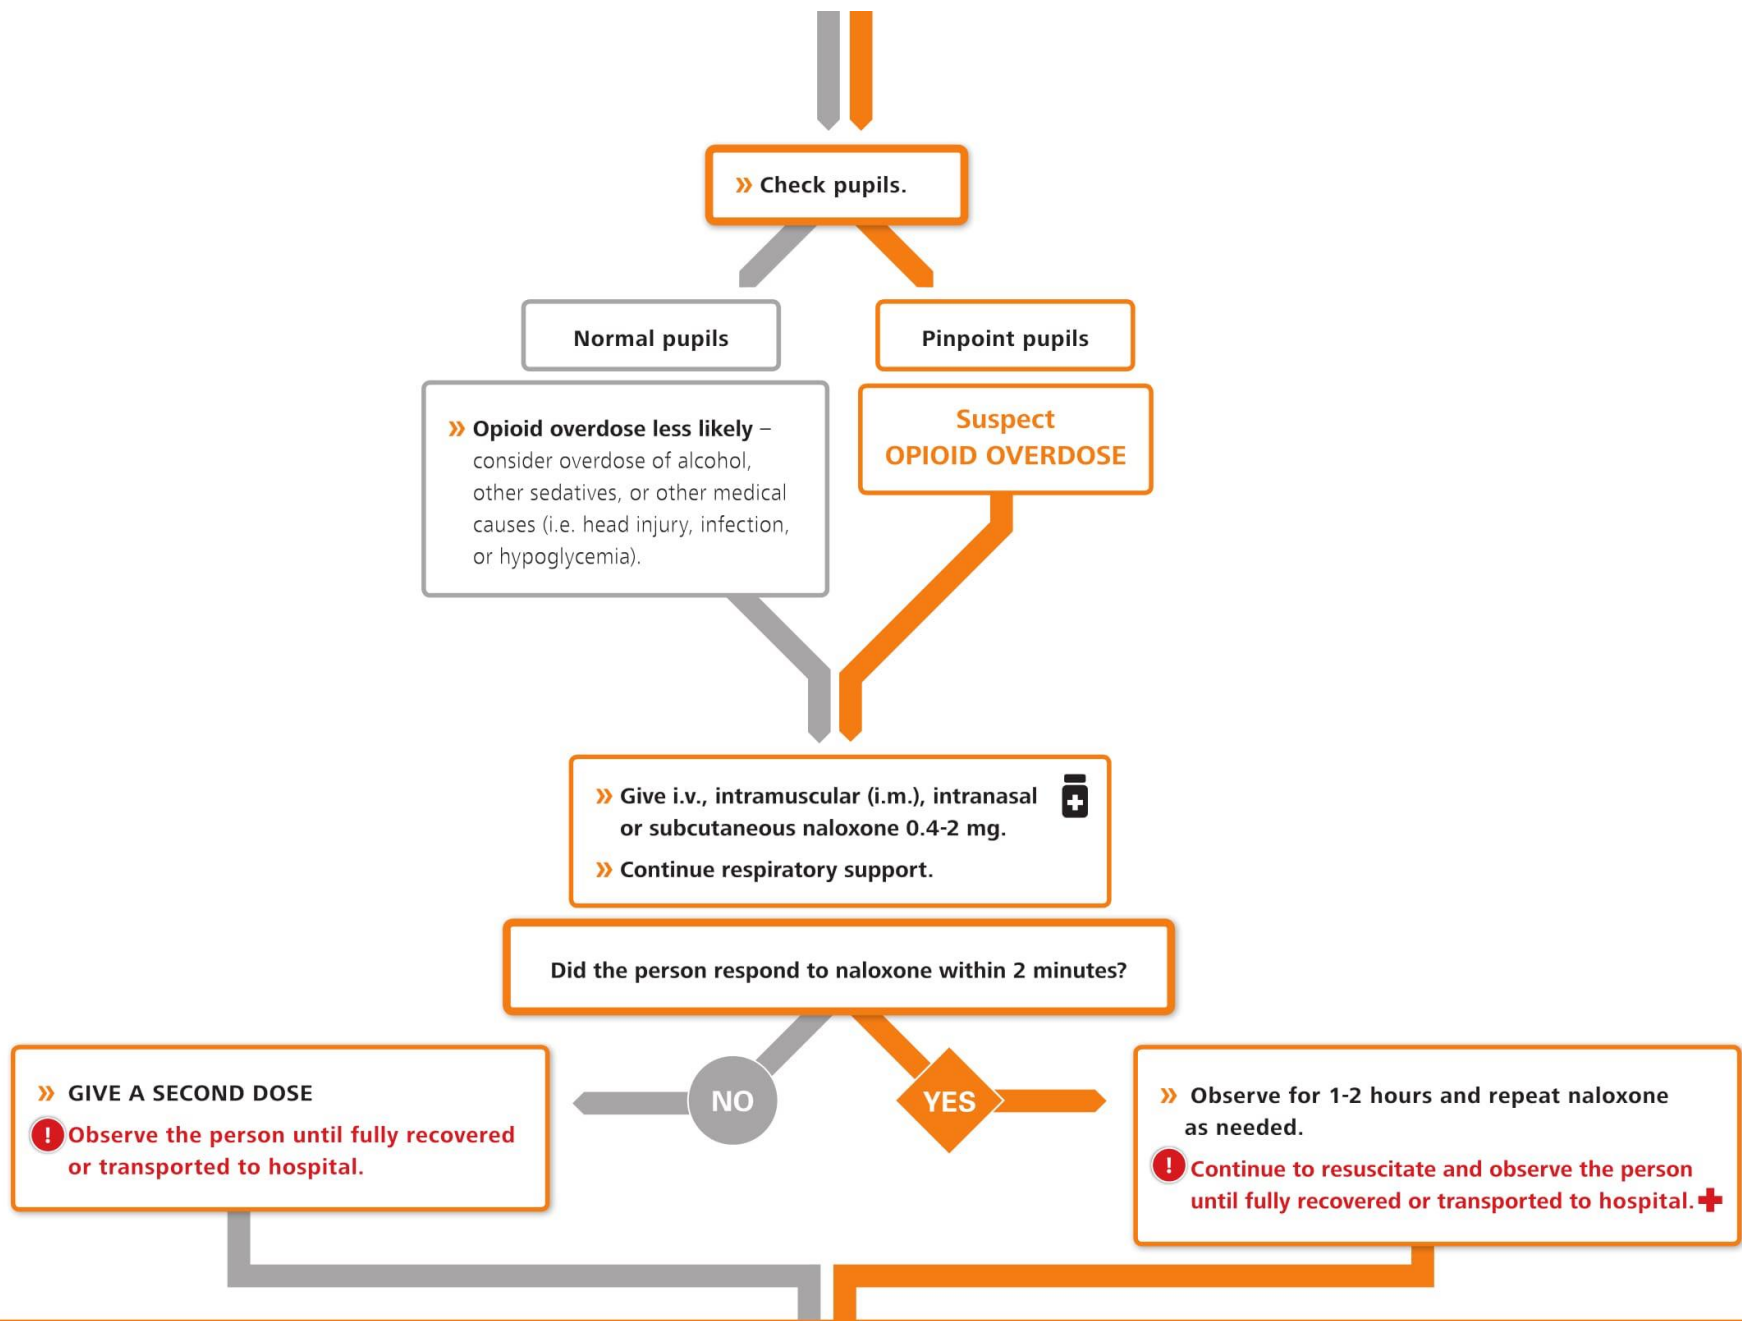 » Check pupils.
Normal pupils
Pinpoint pupils
» Opioid overdose less likely –
consider overdose of alcohol,
other sedatives, or other medical
causes (i.e. head injury, infection,
or hypoglycemia).
Suspect
OPIOID OVERDOSE
» Give i.v., intramuscular (i.m.), intranasal
or subcutaneous naloxone 0.4-2 mg.
» Continue respiratory support.
Did the person respond to naloxone within 2 minutes?
NO
YES
» GIVE A SECOND DOSE
! Observe the person until fully recovered
or transported to hospital.
» Observe for 1-2 hours and repeat naloxone
as needed.
! Continue to resuscitate and observe the person
until fully recovered or transported to hospital.